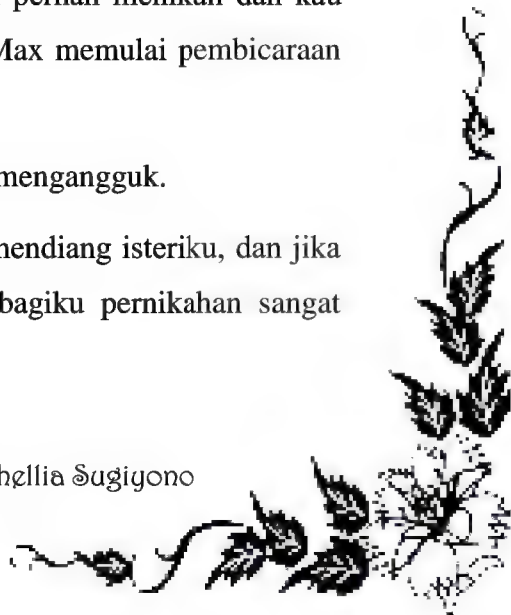 pernah menikah dan kau
Max memulai pembicaraan
mengangguk.
mendiang isteriku, dan jika
bagiku pernikahan sangat
hellia Sugiyono